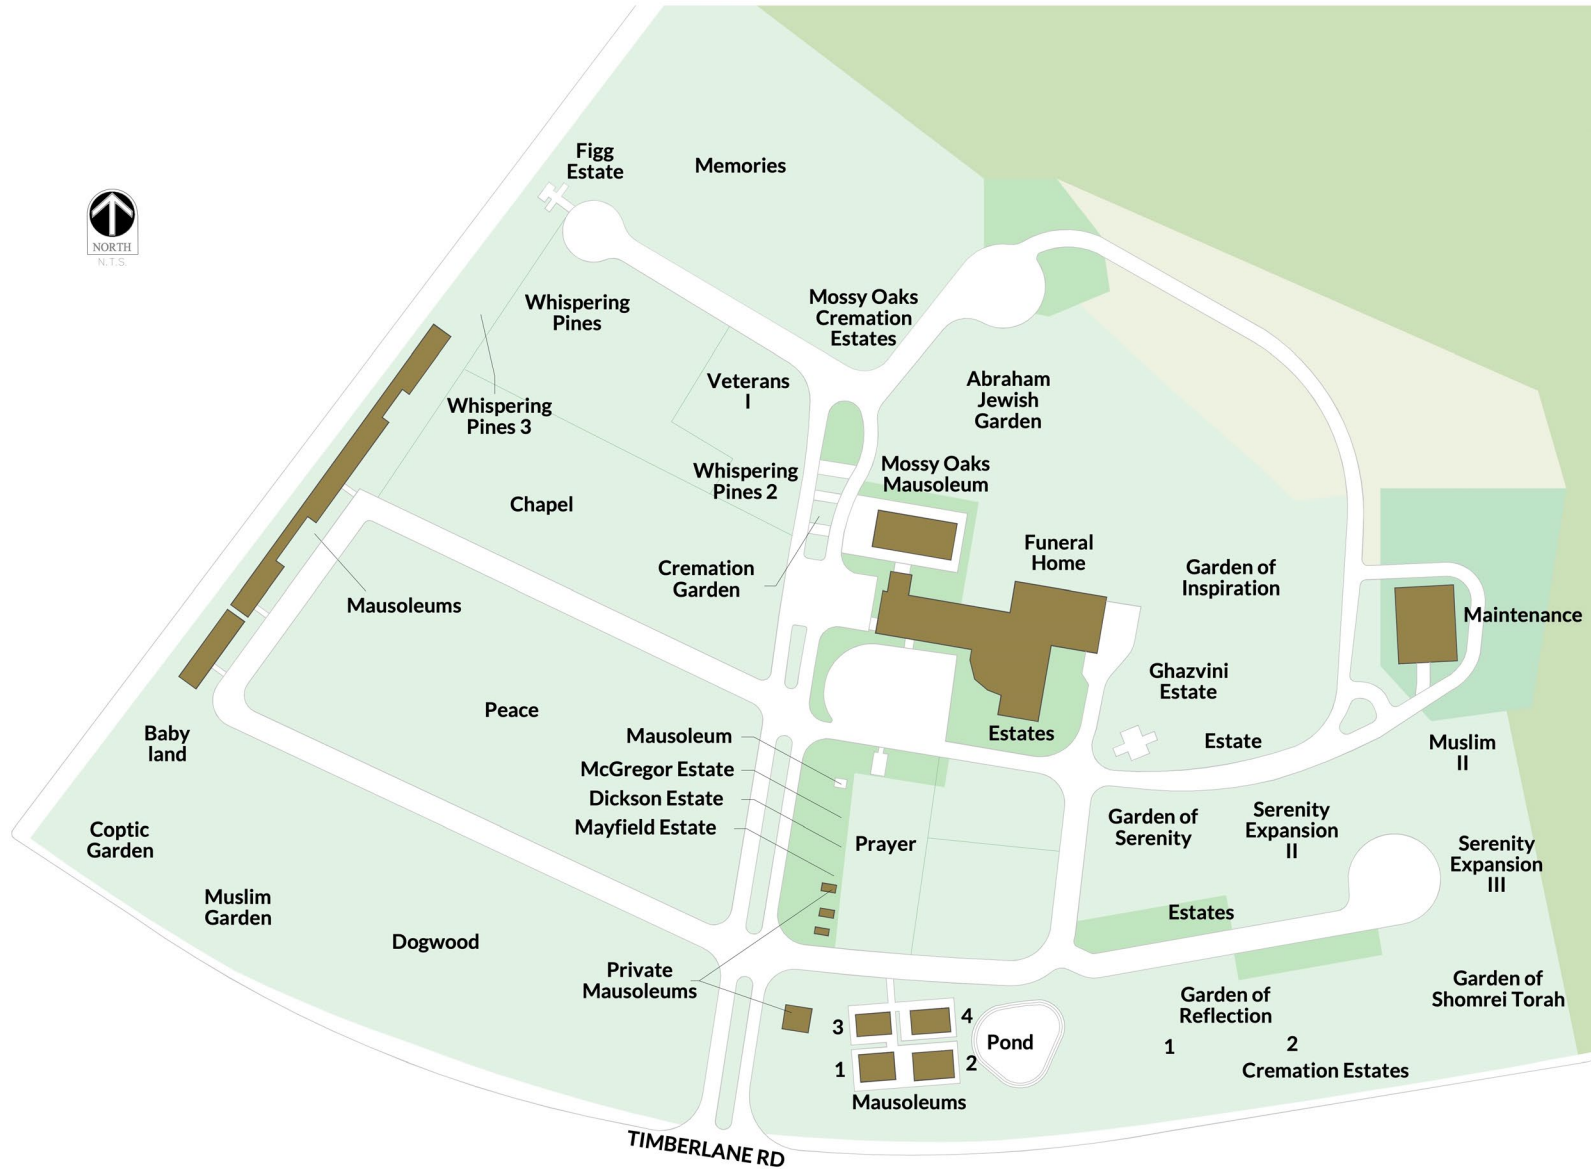 Figg
Estate
Memories
NORTH
N.T.S.
Whispering
Pines
Mossy Oaks
Cremation
Estates
Veterans
I
Abraham
Jewish
Garden
Whispering
Pines 3
Whispering
Pines 2
Mossy Oaks
Mausoleum
Chapel
Funeral
Home
Cremation
Garden
Garden of
Inspiration
Mausoleums
Maintenance
Ghazvini
Estate
Peace
Baby
land
Mausoleum
McGregor Estate
Dickson Estate
Mayfield Estate
Estates
Estate
Muslim
II
Coptic
Garden
Prayer
Garden of
Serenity
Serenity
Expansion
II
Serenity
Expansion
III
Muslim
Garden
Dogwood
Estates
Private
Mausoleums
Garden of
Reflection
1
2
Cremation Estates
Garden of
Shomrei Torah
3
4
1
2
Mausoleums
Pond
TIMBERLANE RD